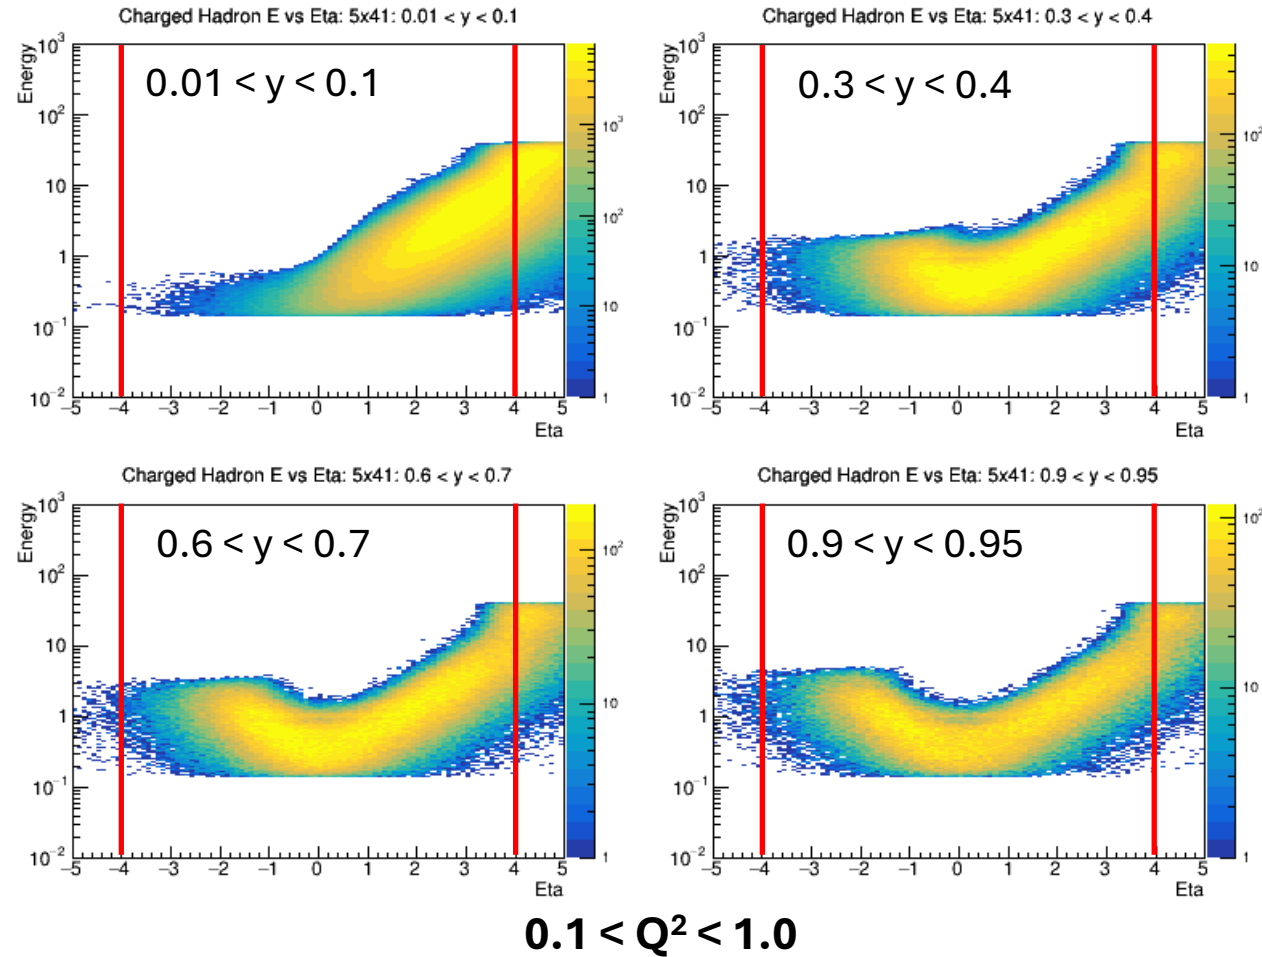 Charged Hadron E vs Eta: 5x41: 0.01 < y < 0.1
Energy
10³
10²
10
1
10⁻¹
10⁻²
0.01 < y < 0.1
−5 −4 −3 −2 −1 0 1 2 3 4 5
Eta
10³
10²
10
1
Charged Hadron E vs Eta: 5x41: 0.3 < y < 0.4
Energy
10³
10²
10
1
10⁻¹
10⁻²
0.3 < y < 0.4
−5 −4 −3 −2 −1 0 1 2 3 4 5
Eta
10²
10
1
Charged Hadron E vs Eta: 5x41: 0.6 < y < 0.7
Energy
10³
10²
10
1
10⁻¹
10⁻²
0.6 < y < 0.7
−5 −4 −3 −2 −1 0 1 2 3 4 5
Eta
10²
10
1
Charged Hadron E vs Eta: 5x41: 0.9 < y < 0.95
Energy
10³
10²
10
1
10⁻¹
10⁻²
0.9 < y < 0.95
−5 −4 −3 −2 −1 0 1 2 3 4 5
Eta
10²
10
1
0.1 < Q² < 1.0